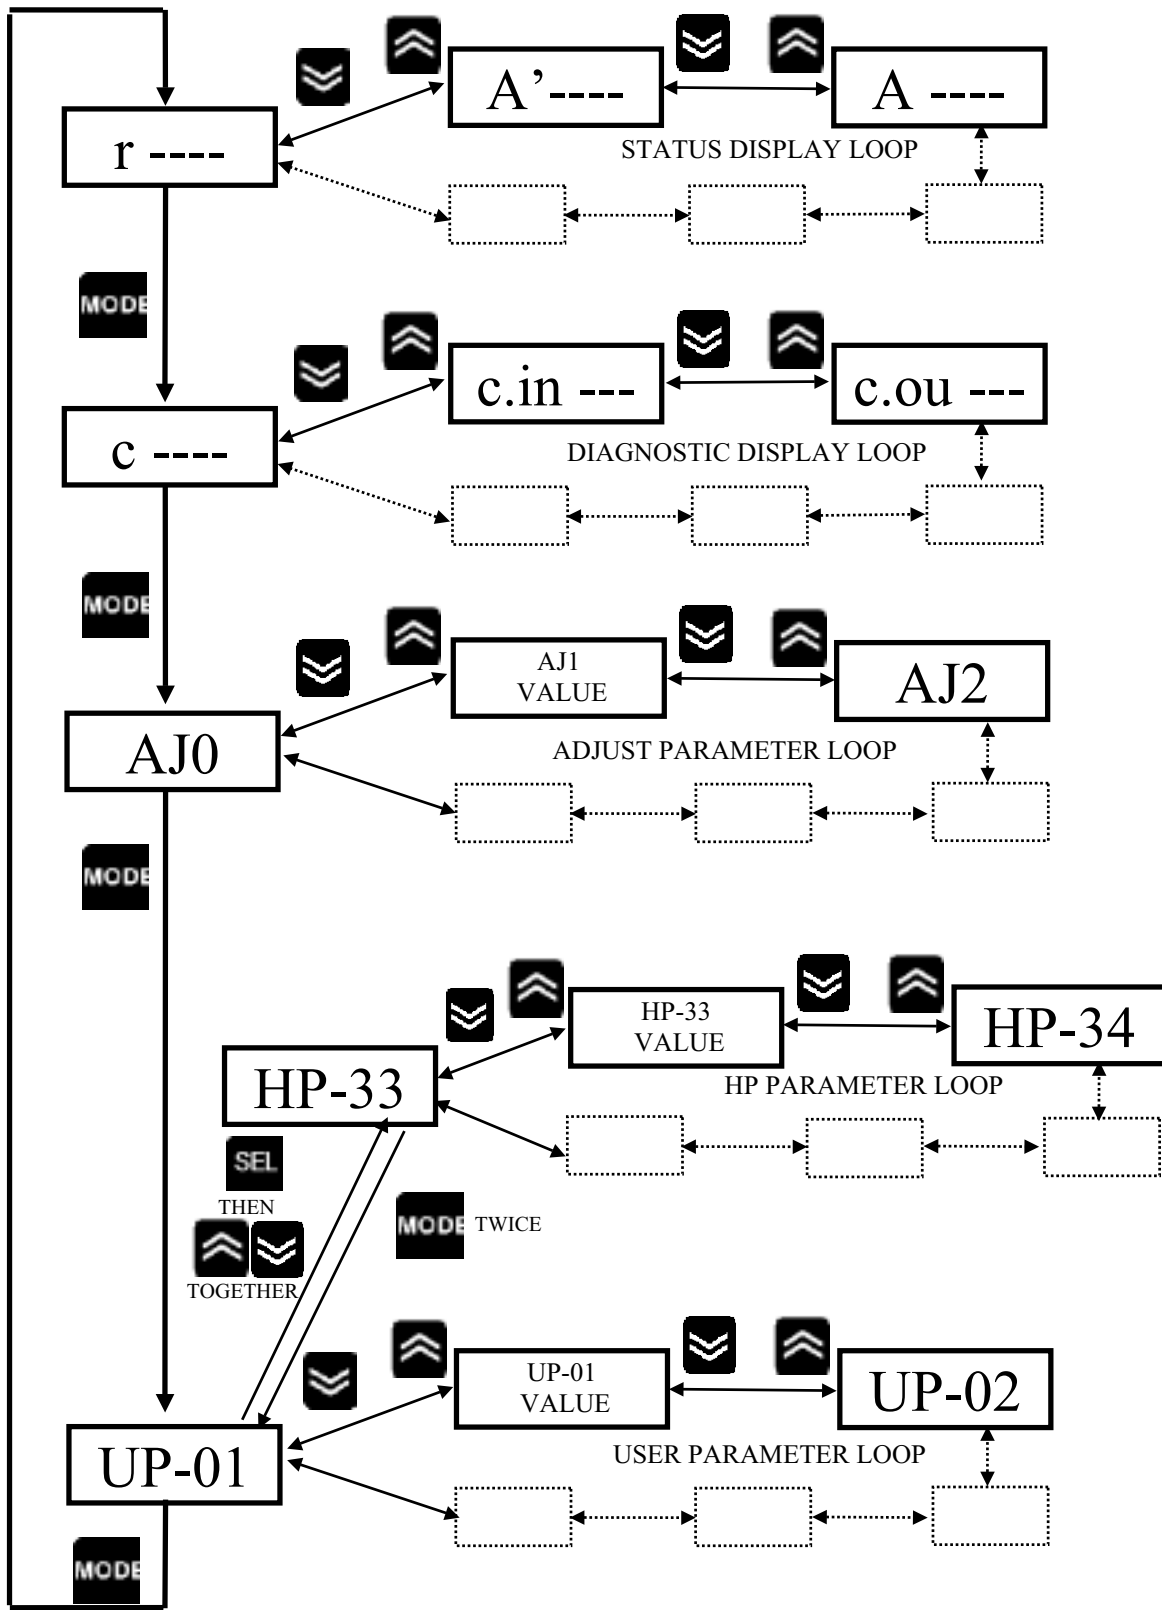 A’----
A ----
r ----
STATUS DISPLAY LOOP
MODE
c.in ---
c.ou ---
c ----
DIAGNOSTIC DISPLAY LOOP
MODE
AJ1
VALUE
AJ2
AJ0
ADJUST PARAMETER LOOP
MODE
HP-33
VALUE
HP-34
HP-33
HP PARAMETER LOOP
SEL
THEN
MODE TWICE
TOGETHER
UP-01
VALUE
UP-02
UP-01
USER PARAMETER LOOP
MODE